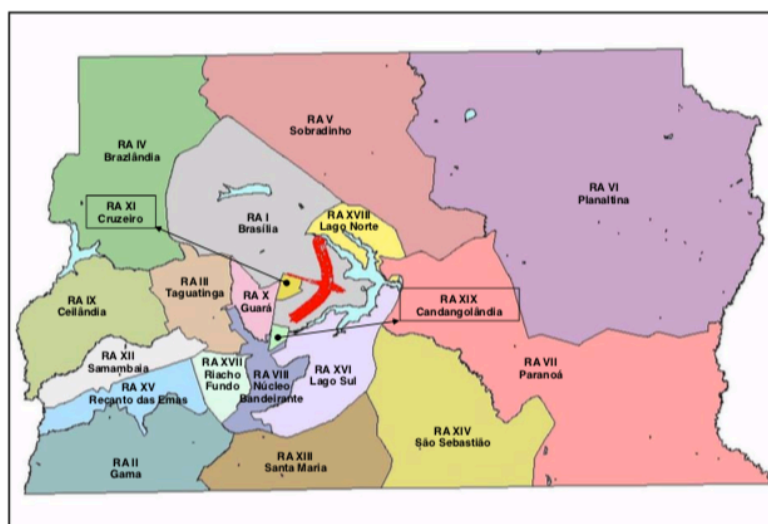 RA V
Sobradinho
RA IV
Brazlândia
RA VI
Planaltina
RA XI
Cruzeiro
RA I
Brasília
RA XVIII
Lago Norte
RA III
Taguatinga
RA X
Guará
RA IX
Ceilândia
RA XIX
Candangolândia
RA XII
Samambaia
RA XVII
Riacho
Fundo
RA VIII
Núcleo
Bandeirante
RA XVI
Lago Sul
RA VII
Paranoá
RA XV
Recanto das Emas
RA XIV
São Sebastião
RA II
Gama
RA XIII
Santa Maria